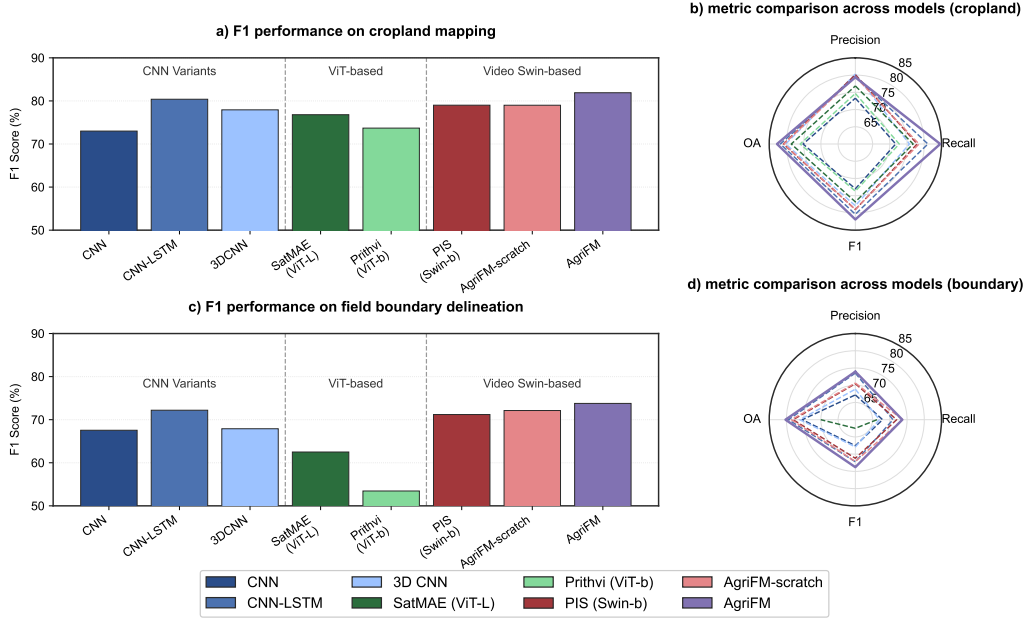 a) F1 performance on cropland mapping
F1 Score (%)
90
80
70
60
50
CNN Variants
ViT-based
Video Swin-based
CNN
CNN-LSTM
3DCNN
SatMAE
(ViT-L)
Prithvi
(ViT-b)
PIS
(Swin-b)
AgriFM-scratch
AgriFM
b) metric comparison across models (cropland)
Precision
85
80
75
70
65
OA
Recall
F1
c) F1 performance on field boundary delineation
F1 Score (%)
90
80
70
60
50
CNN Variants
ViT-based
Video Swin-based
CNN
CNN-LSTM
3DCNN
SatMAE
(ViT-L)
Prithvi
(ViT-b)
PIS
(Swin-b)
AgriFM-scratch
AgriFM
d) metric comparison across models (boundary)
Precision
85
80
75
70
65
OA
Recall
F1
CNN
CNN-LSTM
3D CNN
SatMAE (ViT-L)
Prithvi (ViT-b)
PIS (Swin-b)
AgriFM-scratch
AgriFM